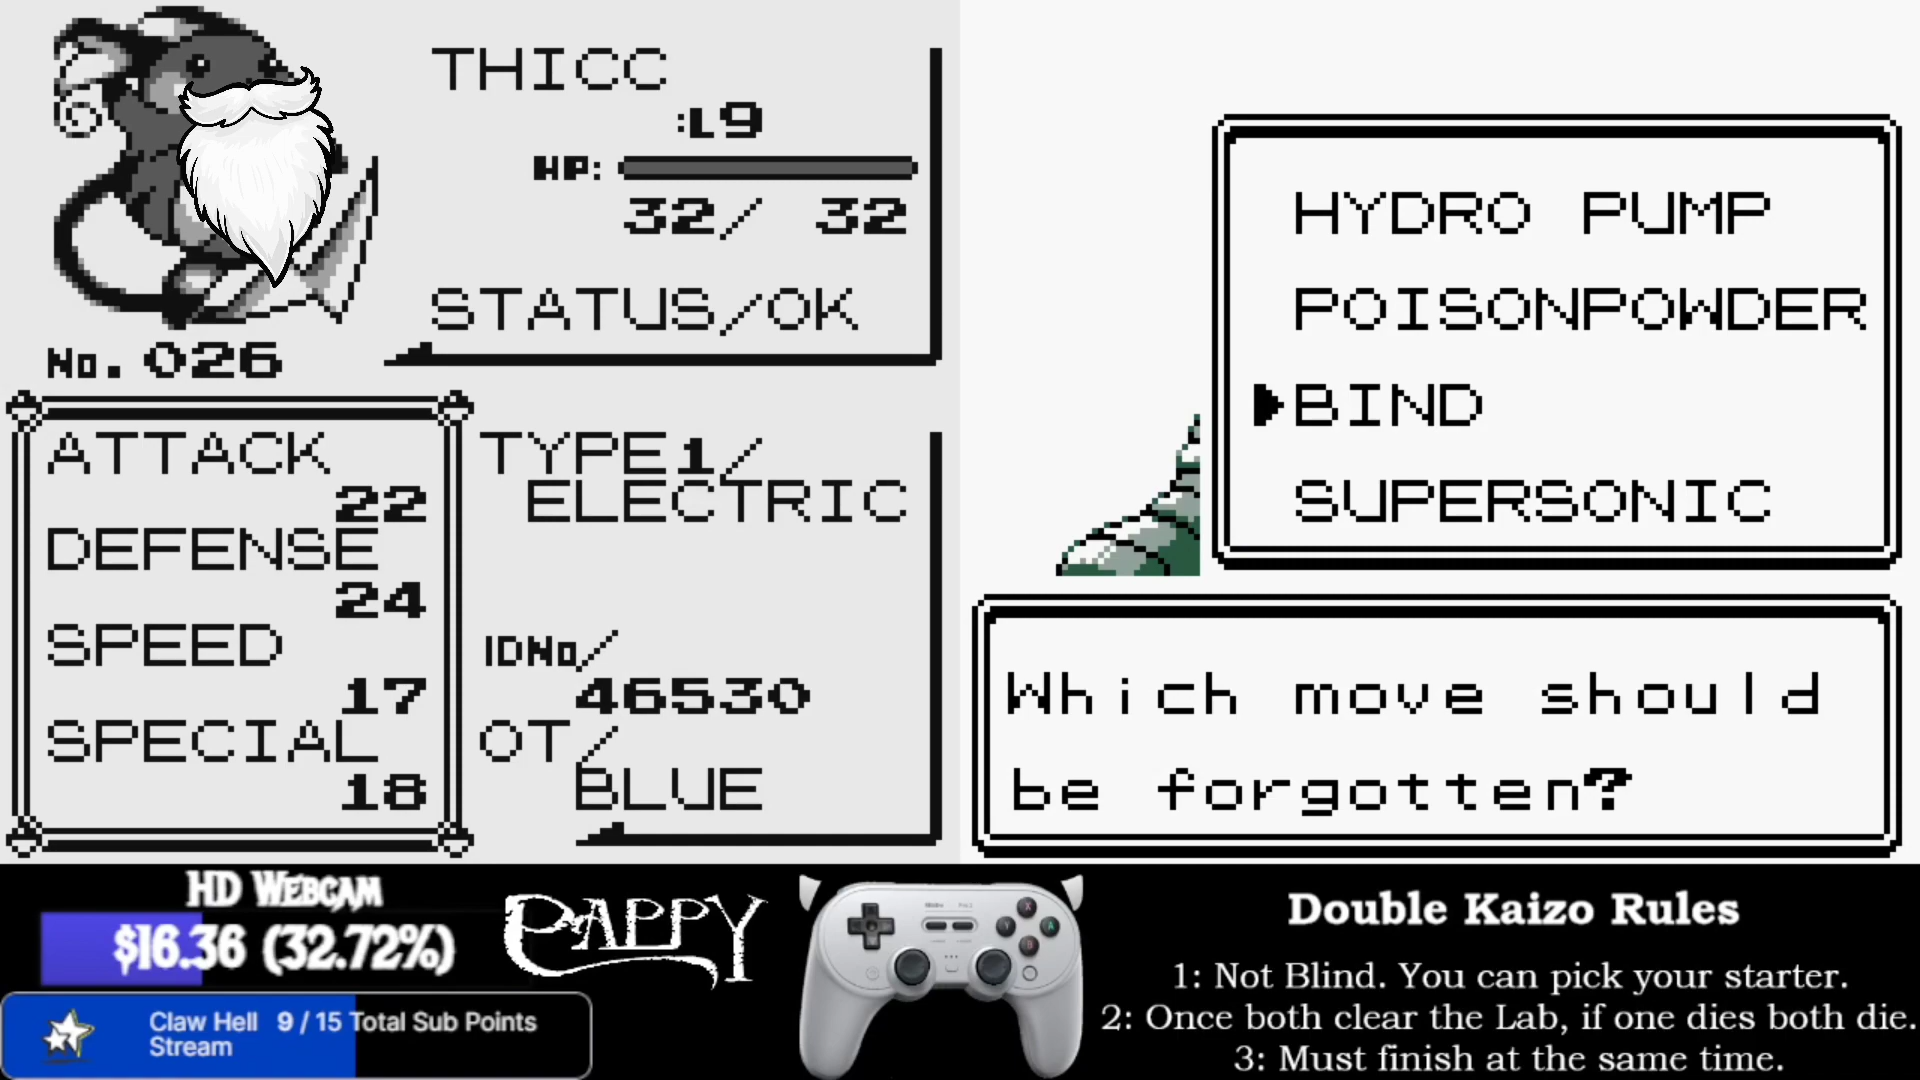 THICC
:L9
HP:
32/ 32
STATUS/OK
No. 026
ATTACK
22
DEFENSE
24
SPEED
17
SPECIAL
18
TYPE1/
ELECTRIC
IDNo/
46530
OT/
BLUE
HYDRO PUMP
POISONPOWDER
BIND
SUPERSONIC
Which move should
be forgotten?
HD Webcam
$16.36 (32.72%)
Claw Hell 9 / 15 Total Sub Points
Stream
PAPPY
Double Kaizo Rules
1: Not Blind. You can pick your starter.
2: Once both clear the Lab, if one dies both die.
3: Must finish at the same time.